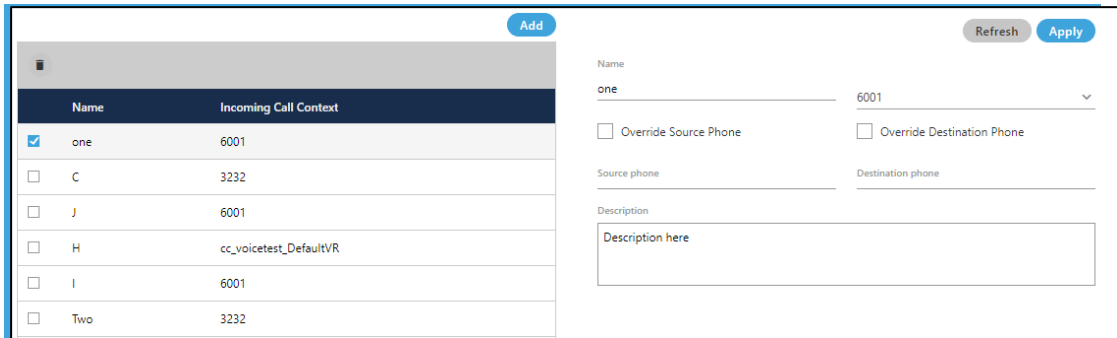 Add
Name Incoming Call Context
one 6001
C 3232
J 6001
H cc_voicetest_DefaultVR
I 6001
Two 3232
Refresh Apply
Name
one
6001
Override Source Phone Override Destination Phone
Source phone Destination phone
Description
Description here